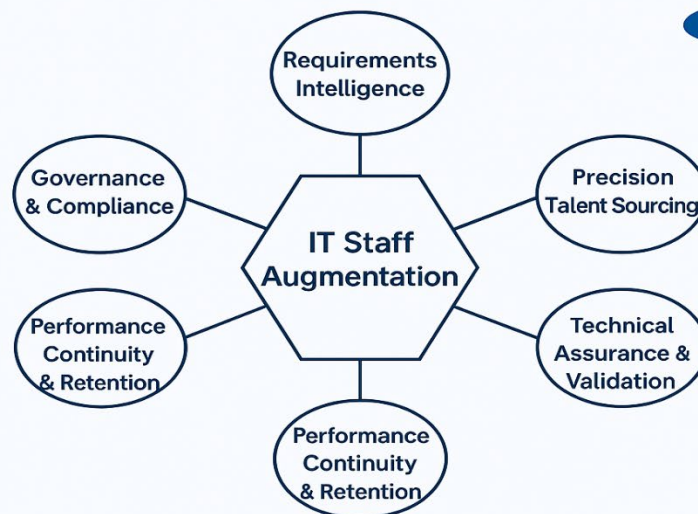 Requirements
Intelligence
Governance
& Compliance
Precision
Talent Sourcing
IT Staff
Augmentation
Performance
Continuity
& Retention
Technical
Assurance &
Validation
Performance
Continuity
& Retention